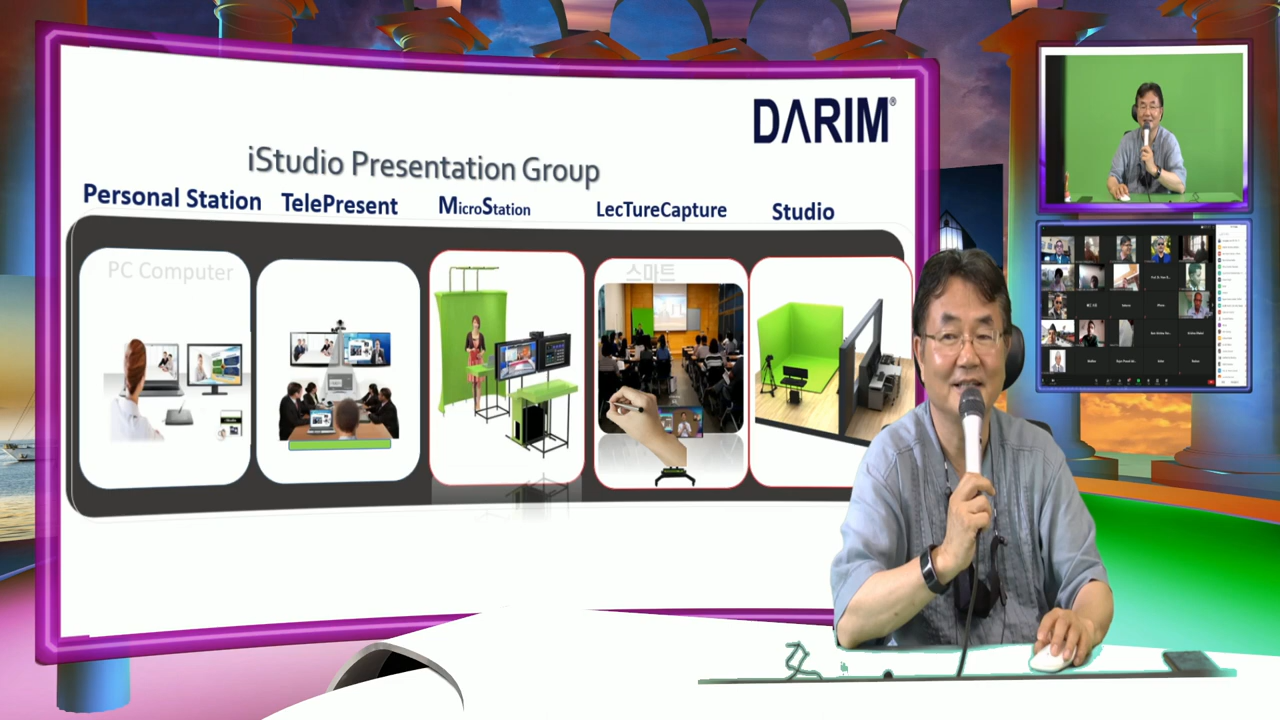 DARIM®
iStudio Presentation Group
Personal Station
TelePresent
MicroStation
LecTureCapture
Studio
PC Computer
스마트